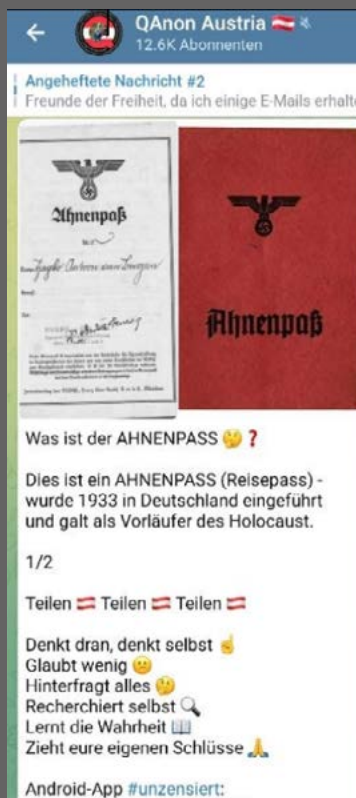 QAnon Austria
12.6K Abonnenten
Angeheftete Nachricht #2
Freunde der Freiheit, da ich einige E-Mails erhalte
Ahnenpaß
Ahnenpaß
Was ist der AHNENPASS 🤔❓
Dies ist ein AHNENPASS (Reisepass) -
wurde 1933 in Deutschland eingeführt
und galt als Vorläufer des Holocaust.
1/2
Teilen 🇦🇹 Teilen 🇦🇹 Teilen 🇦🇹
Denkt dran, denkt selbst ☝
Glaubt wenig 😕
Hinterfragt alles 🤔
Recherchiert selbst 🔍
Lernt die Wahrheit 📖
Zieht eure eigenen Schlüsse 🙏
Android-App #unzensiert: